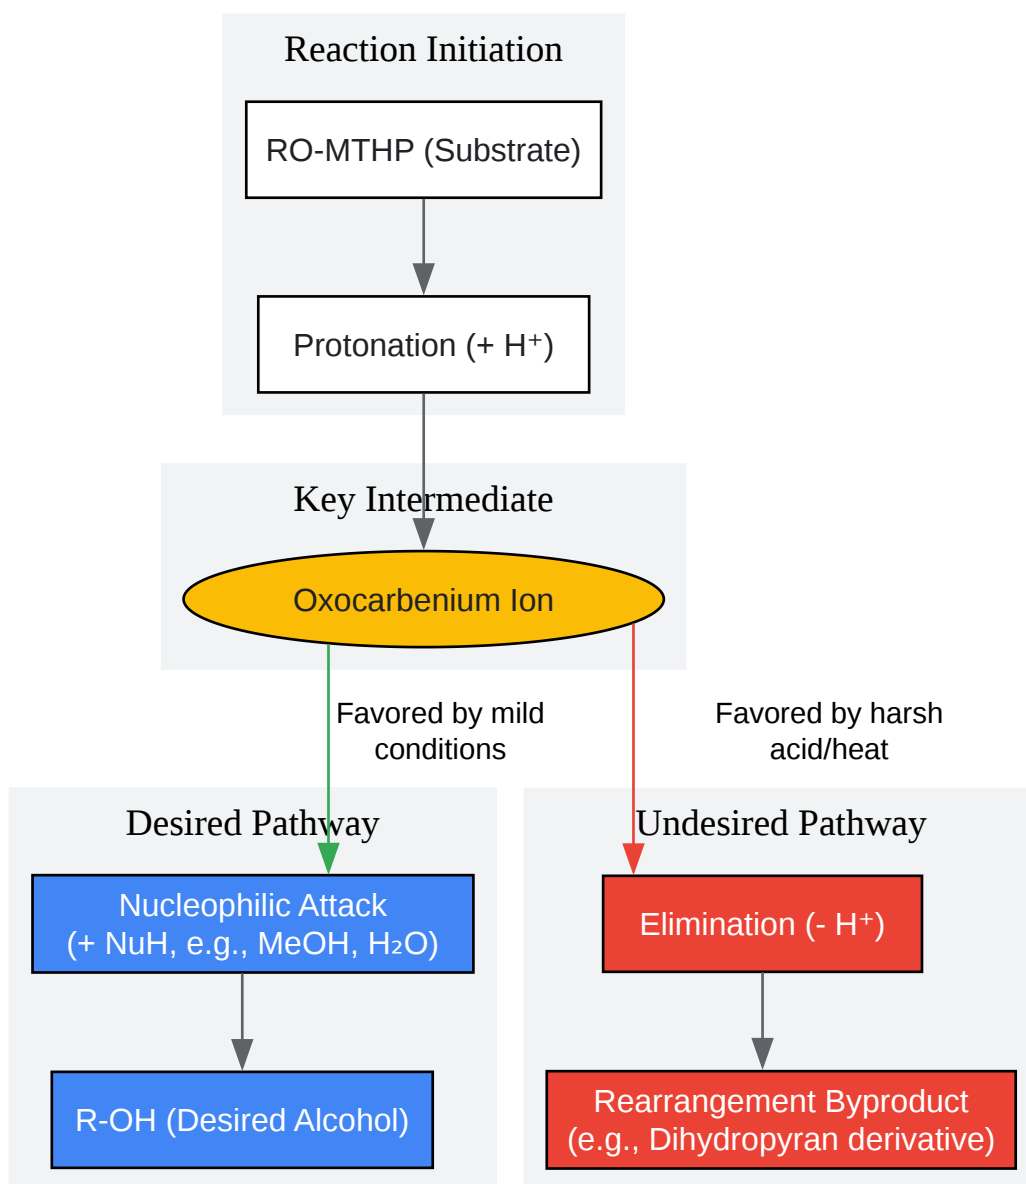 Reaction Initiation
RO-MTHP (Substrate)
Protonation (+ H⁺)
Key Intermediate
Oxocarbenium Ion
Favored by mild
conditions
Favored by harsh
acid/heat
Desired Pathway
Nucleophilic Attack
(+ NuH, e.g., MeOH, H₂O)
R-OH (Desired Alcohol)
Undesired Pathway
Elimination (- H⁺)
Rearrangement Byproduct
(e.g., Dihydropyran derivative)